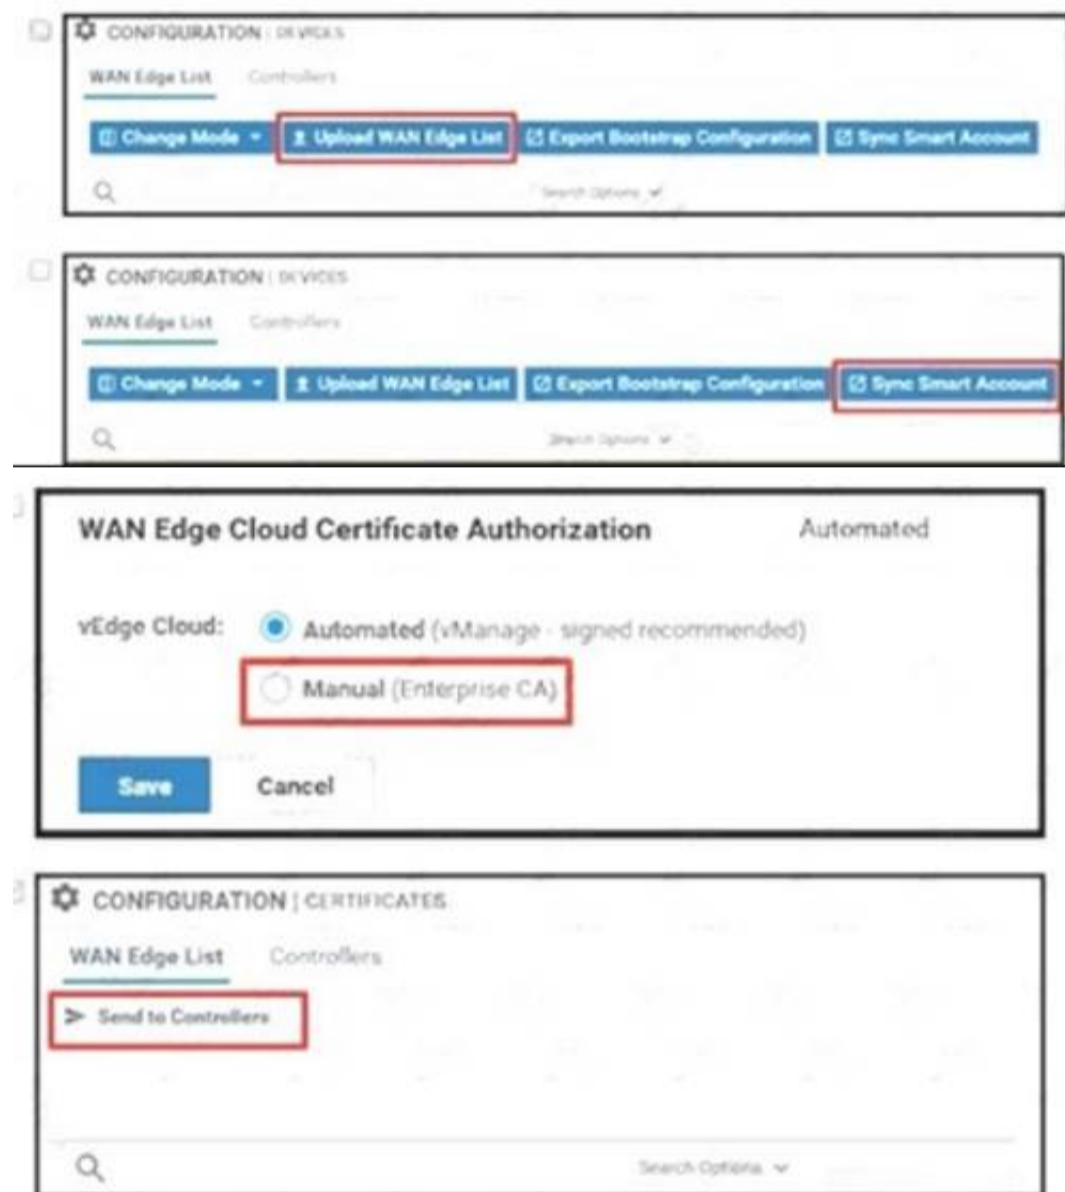 CONFIGURATION | DEVICES
WAN Edge List Controllers
Change Mode Upload WAN Edge List Export Bootstrap Configuration Sync Smart Account
Search Options
CONFIGURATION | DEVICES
WAN Edge List Controllers
Change Mode Upload WAN Edge List Export Bootstrap Configuration Sync Smart Account
Search Options
WAN Edge Cloud Certificate Authorization Automated
vEdge Cloud: Automated (vManage - signed recommended)
Manual (Enterprise CA)
Save Cancel
CONFIGURATION | CERTIFICATES
WAN Edge List Controllers
Send to Controllers
Search Options